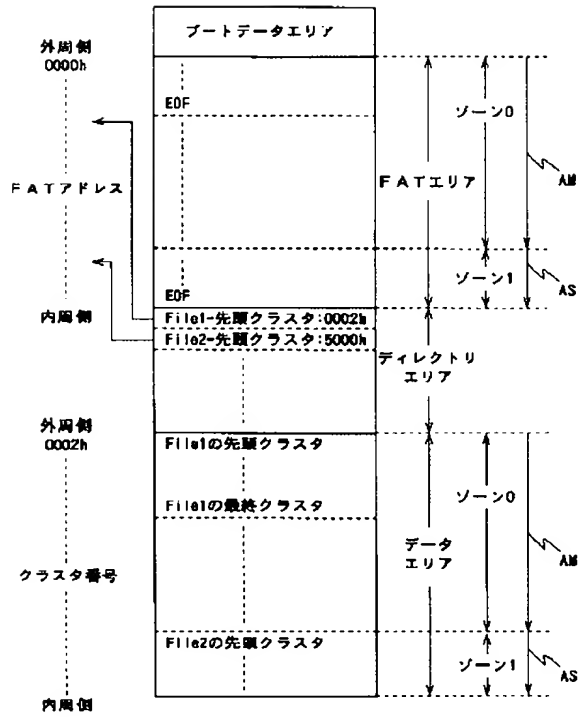 ブートデータエリア
外周側
0000h
EOF
ゾーン0
FATアドレス
FATエリア
AM
ゾーン1
AS
EOF
内周側
File1-先頭クラスタ:0002h
File2-先頭クラスタ:5000h
ディレクトリ
エリア
外周側
0002h
File1の先頭クラスタ
File1の最終クラスタ
ゾーン0
データ
エリア
AM
クラスタ番号
File2の先頭クラスタ
ゾーン1
AS
内周側